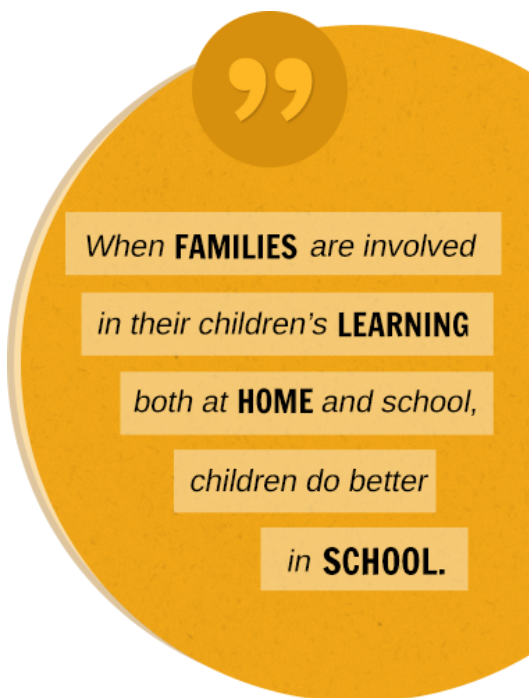 ”
When FAMILIES are involved
in their children’s LEARNING
both at HOME and school,
children do better
in SCHOOL.